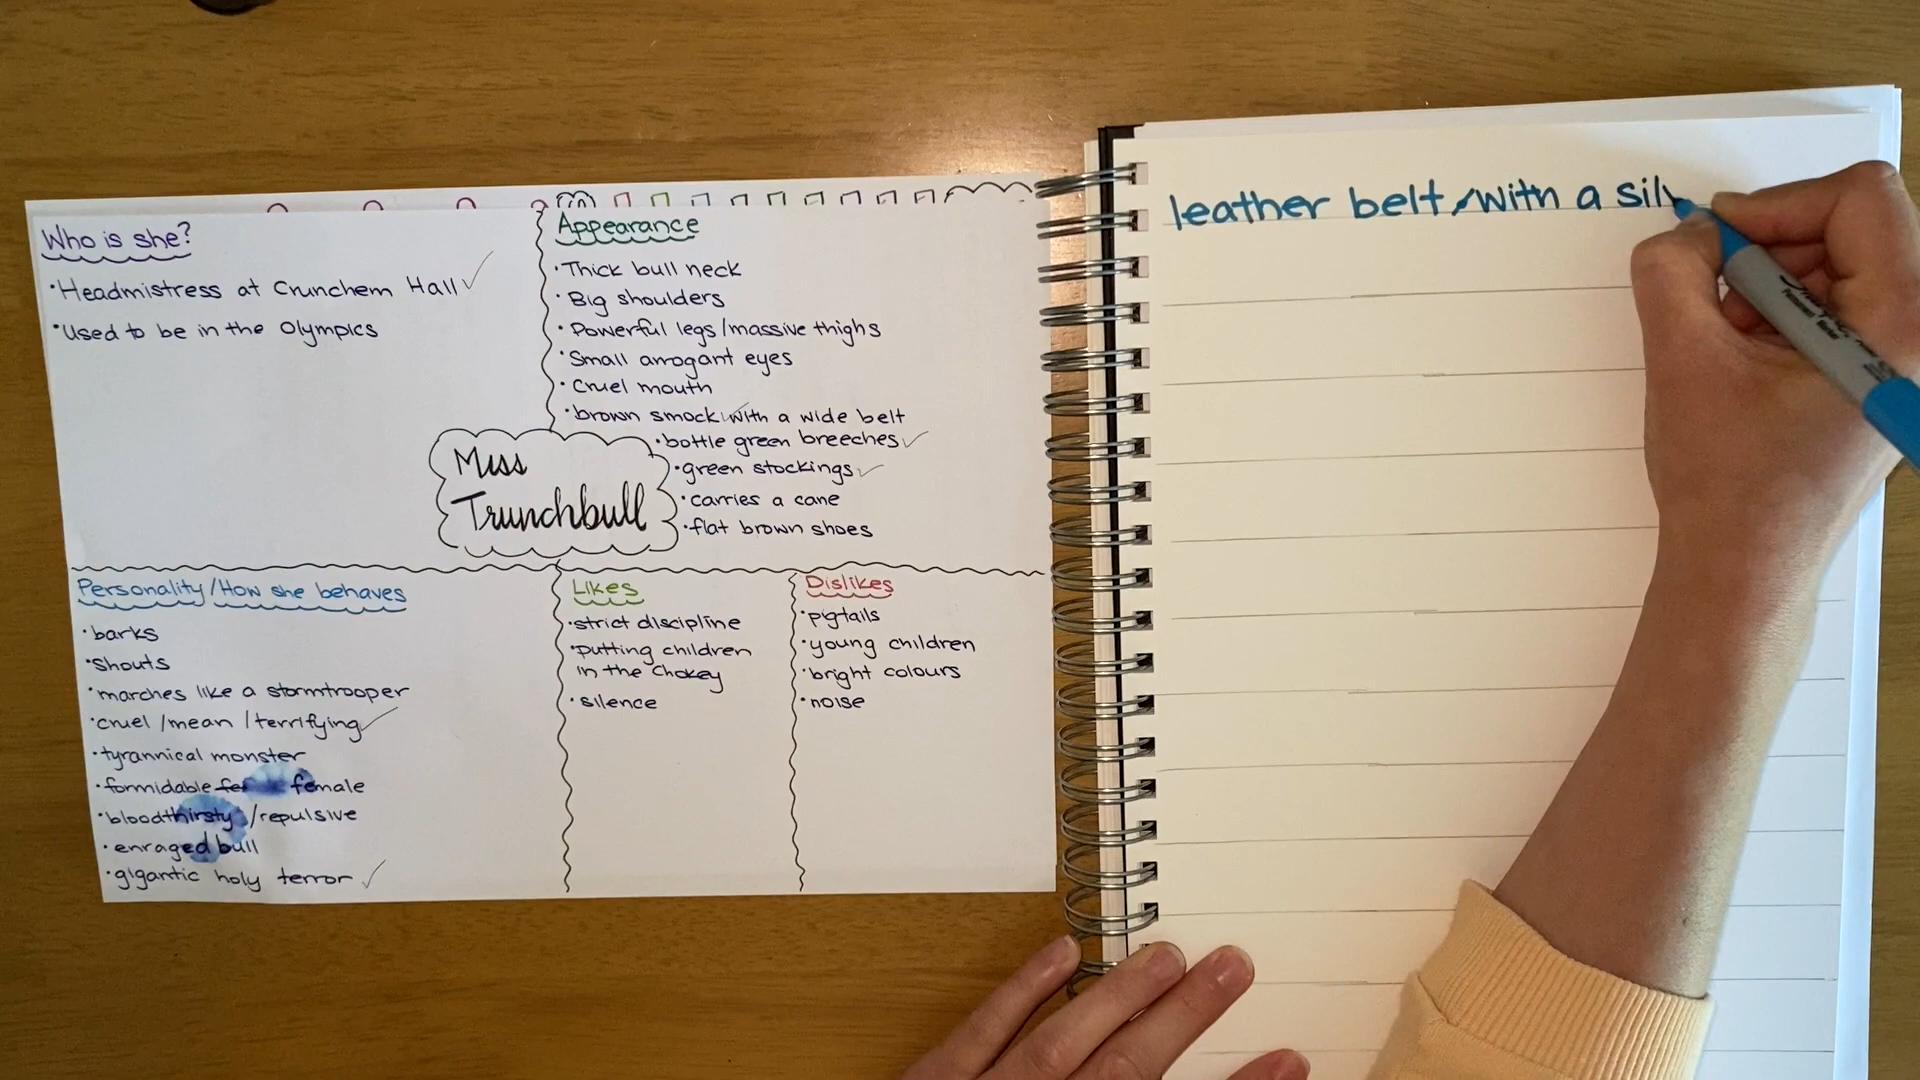 Who is she?
·Headmistress at Crunchem Hall
·Used to be in the Olympics
Appearance
·Thick bull neck
·Big shoulders
·Powerful legs/massive thighs
·Small arrogant eyes
·Cruel mouth
·brown smock with a wide belt
·bottle green breeches
·green stockings
·carries a cane
·flat brown shoes
Miss
Trunchbull
Personality/How she behaves
·barks
·shouts
·marches like a stormtrooper
·cruel/mean/terrifying
·tyrannical monster
·formidable female
·bloodthirsty/repulsive
·enraged bull
·gigantic holy terror
Likes
·strict discipline
·putting children
in the Chokey
·silence
Dislikes
·pigtails
·young children
·bright colours
·noise
leather belt, with a silv